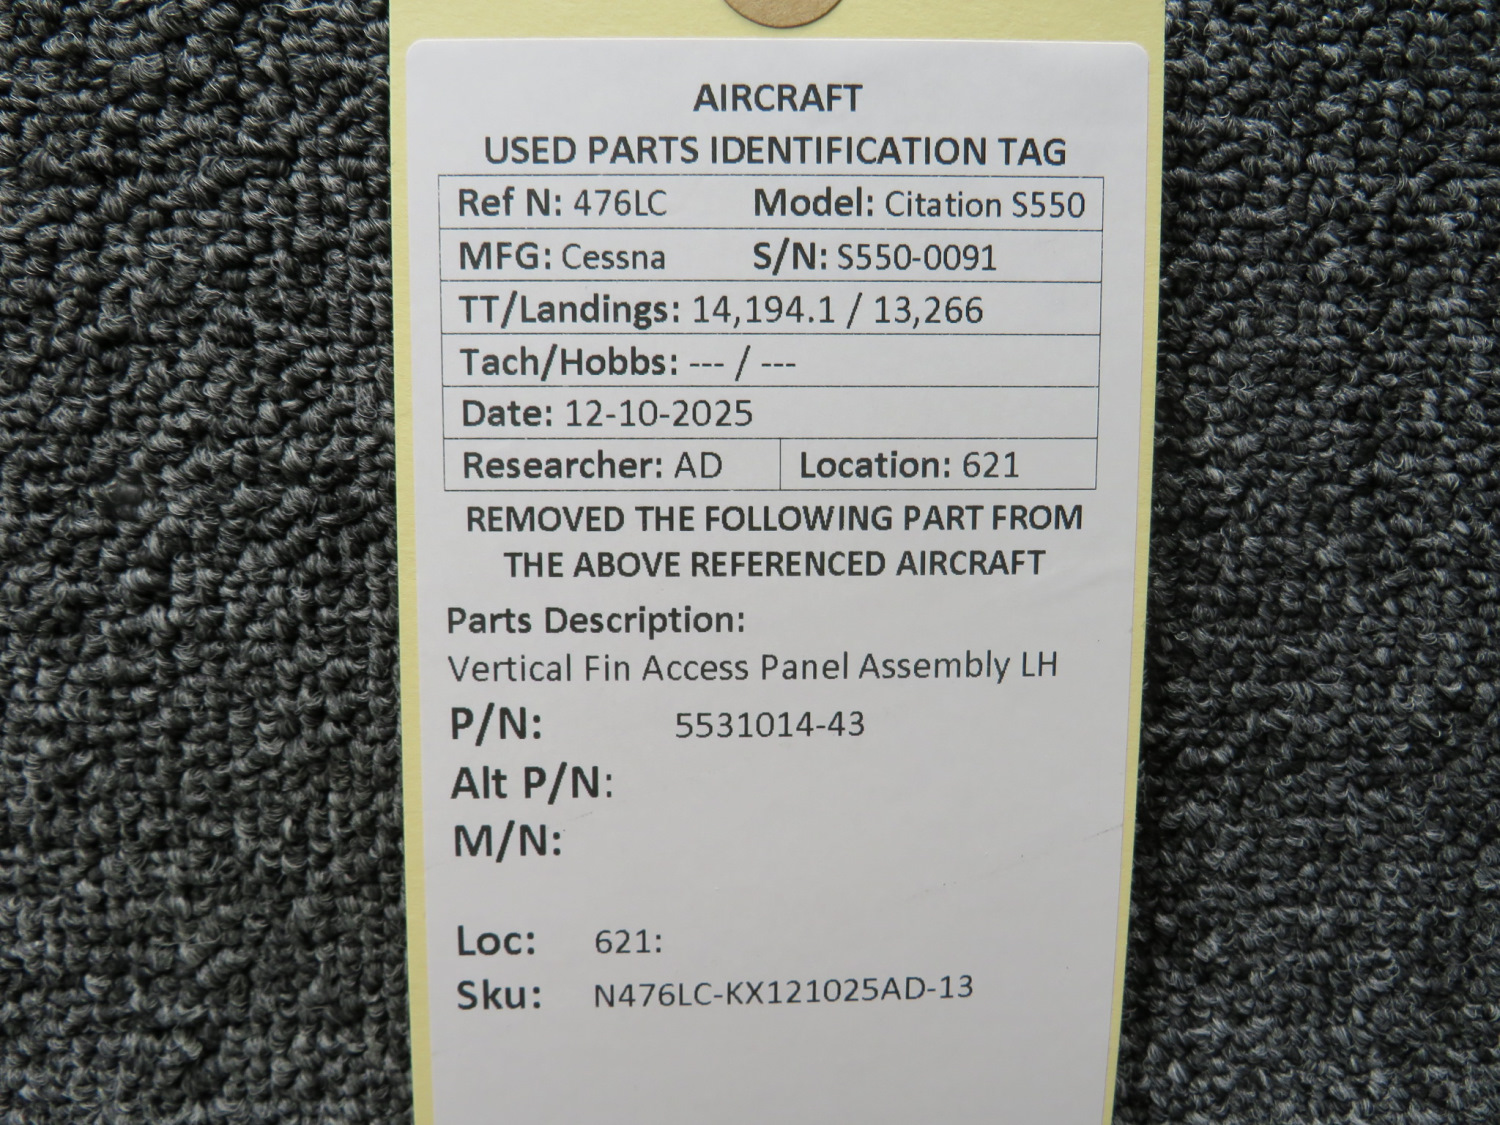 AIRCRAFT
USED PARTS IDENTIFICATION TAG
Ref N: 476LC Model: Citation S550
MFG: Cessna S/N: S550-0091
TT/Landings: 14,194.1 / 13,266
Tach/Hobbs: --- / ---
Date: 12-10-2025
Researcher: AD Location: 621
REMOVED THE FOLLOWING PART FROM
THE ABOVE REFERENCED AIRCRAFT
Parts Description:
Vertical Fin Access Panel Assembly LH
P/N: 5531014-43
Alt P/N:
M/N:
Loc: 621:
Sku: N476LC-KX121025AD-13